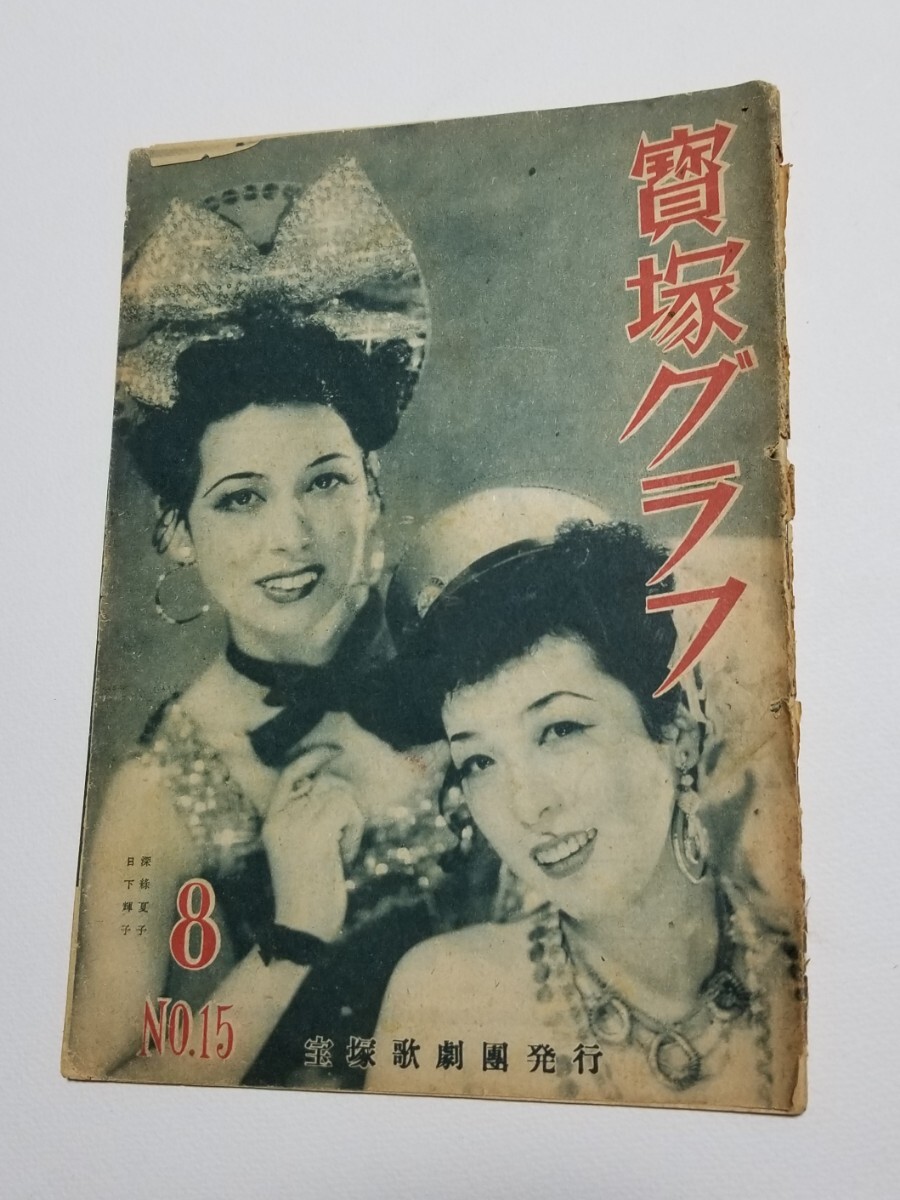 寶塚グラフ
深緑夏子
日下輝子
8
NO.15
宝塚歌劇團発行